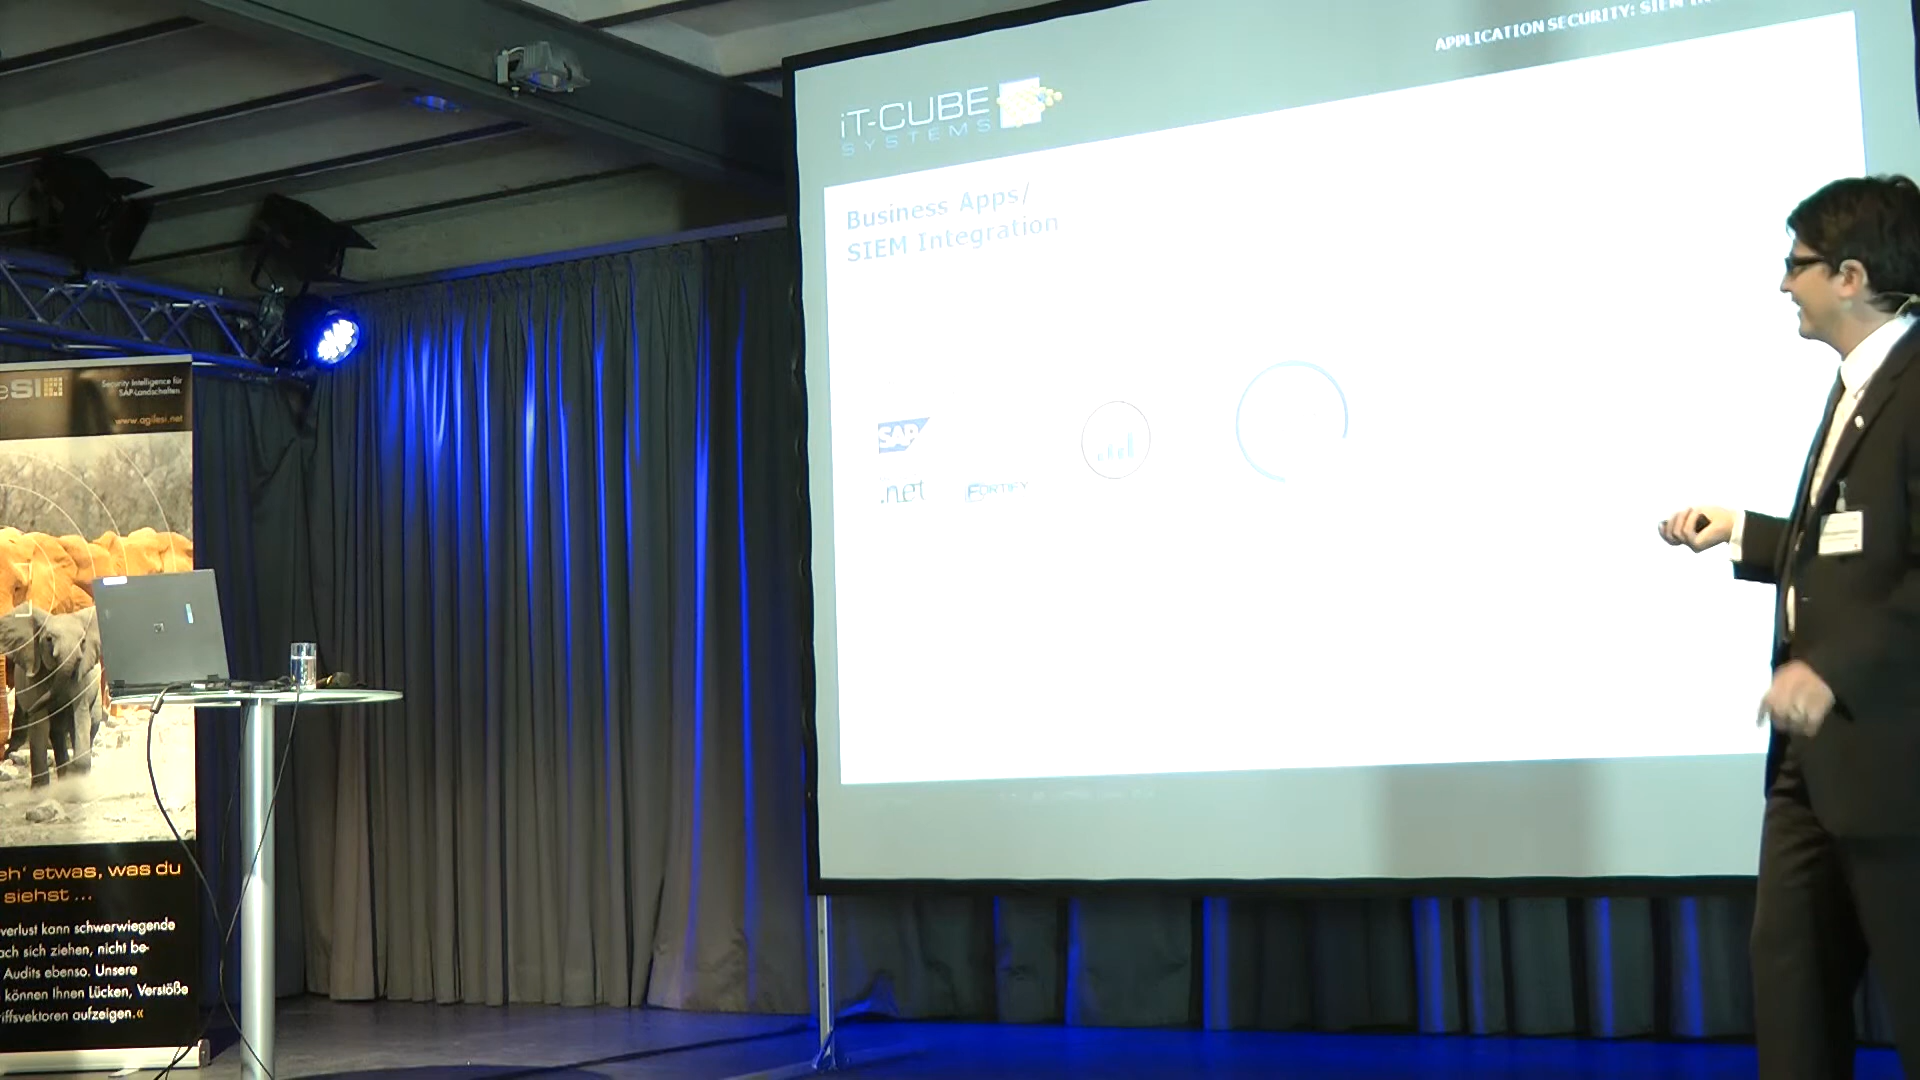 eSI
Security Intelligence für
SAP-Landschaften.
www.agilesi.net
eh' etwas, was du
siehst ...
verlust kann schwerwiegende
ach sich ziehen, nicht be-
Audits ebenso. Unsere
können Ihnen Lücken, Verstöße
iffsvektoren aufzeigen.«
APPLICATION SECURITY: SIEM
iT-CUBE
SYSTEMS
Business Apps/
SIEM Integration
SAP
.net
FORTIFY